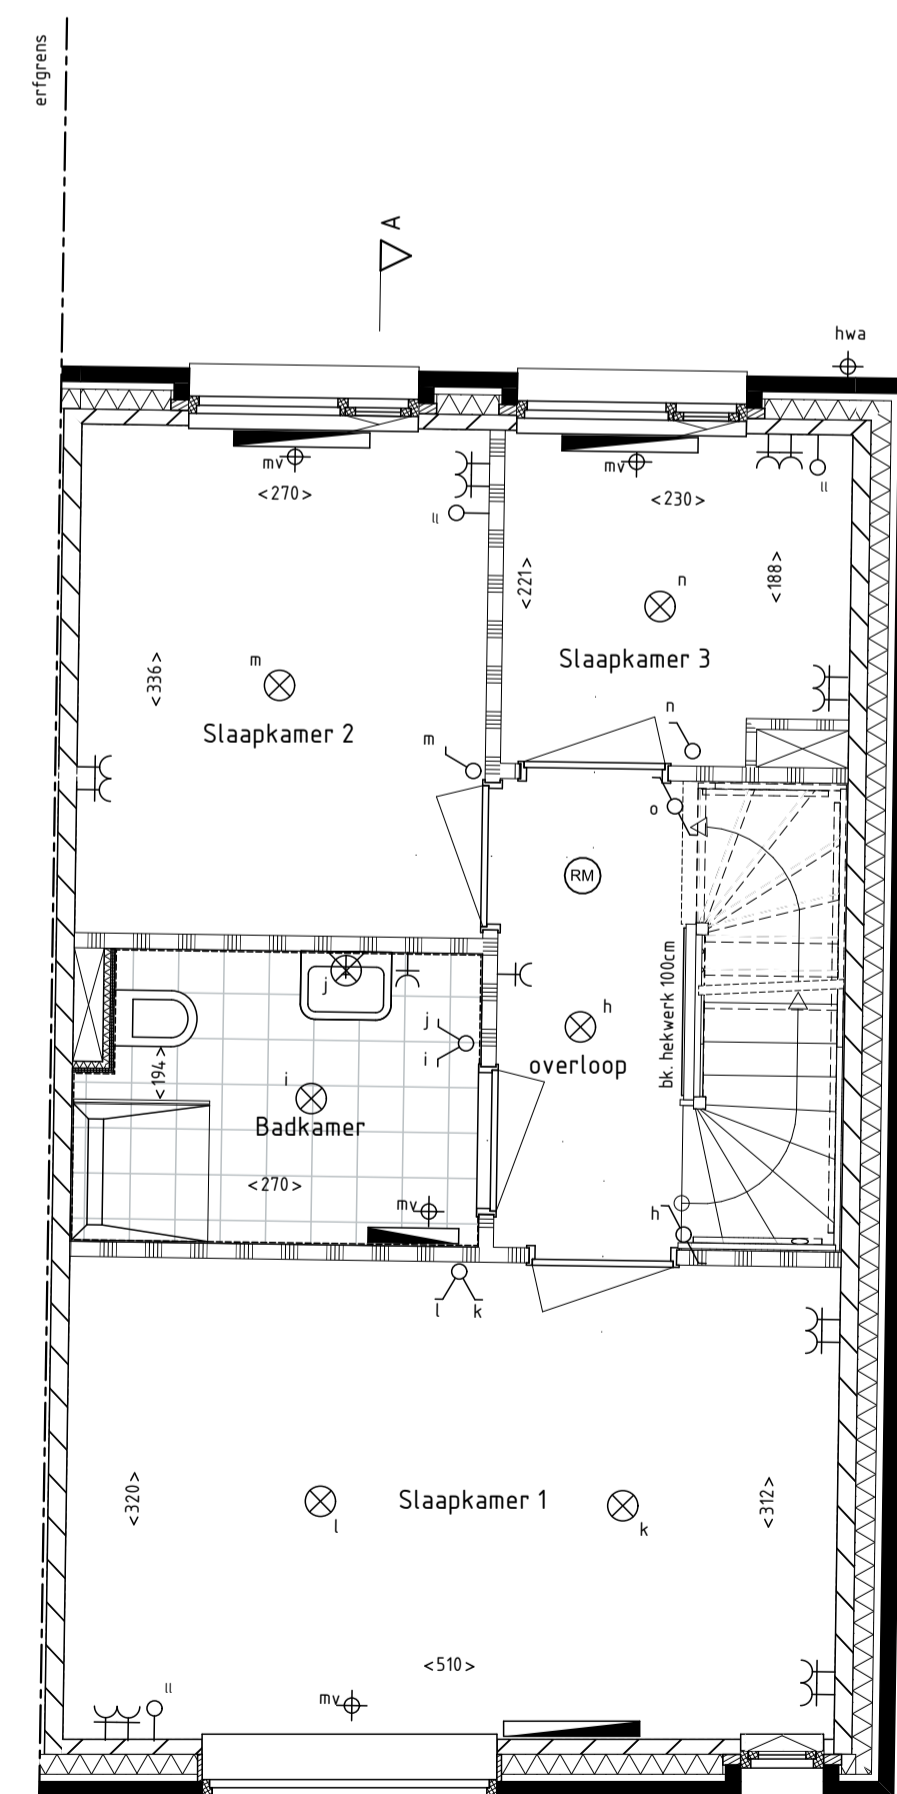 erfgrens
A
hwa
mv
<270>
ll
mv
<230>
ll
<221>
<188>
n
Slaapkamer 3
m
<336>
Slaapkamer 2
n
m
o
RM
bk. hekwerk 100cm
j
h
overloop
j
i
<194>
i
Badkamer
<270>
mv
h
l
k
<320>
Slaapkamer 1
<312>
l
k
<510>
mv
ll